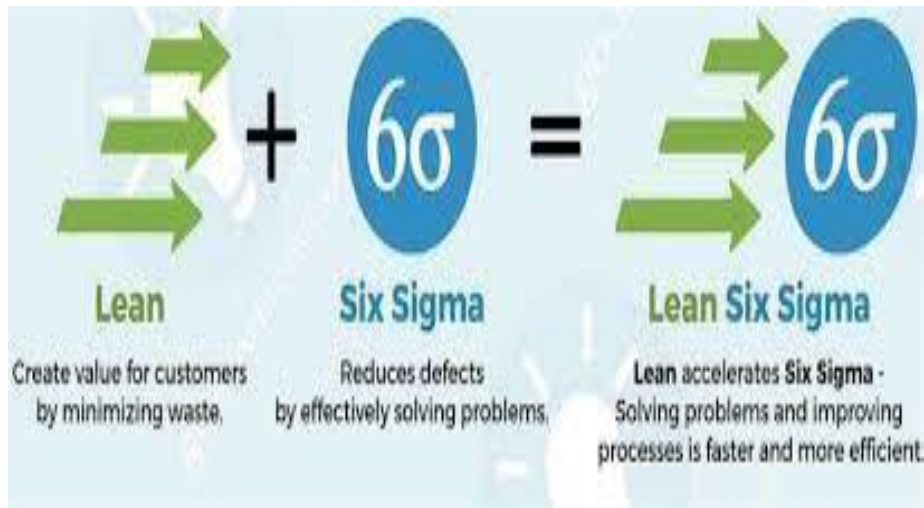 +
6σ
=
6σ
Lean
Create value for customers
by minimizing waste.
Six Sigma
Reduces defects
by effectively solving problems.
Lean Six Sigma
Lean accelerates Six Sigma -
Solving problems and improving
processes is faster and more efficient.